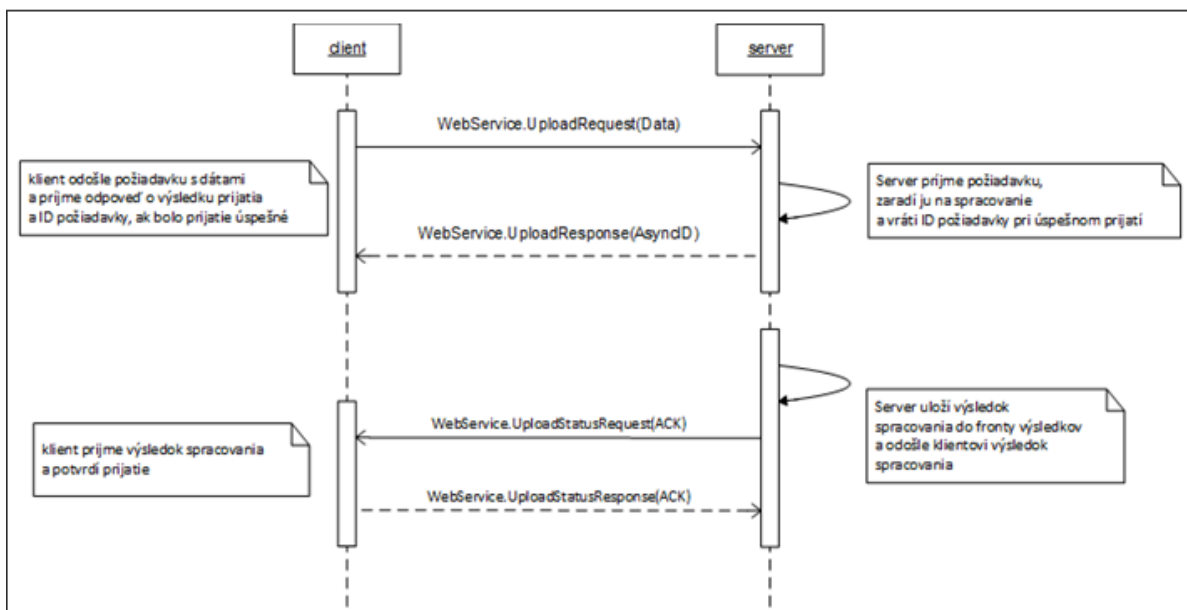 client
server
WebService.UploadRequest(Data)
klient odošle požiadavku s dátami
a prijme odpoveď o výsledku prijatia
a ID požiadavky, ak bolo prijatie úspešné
Server príjme požiadavku,
zaradí ju na spracovanie
a vráti ID požiadavky pri úspešnom prijatí
WebService.UploadResponse(AsyncID)
Server uloží výsledok
spracovania do fronty výsledkov
a odošle klientovi výsledok
spracovania
WebService.UploadStatusRequest(ACK)
klient prijme výsledok spracovania
a potvrdí prijatie
WebService.UploadStatusResponse(ACK)